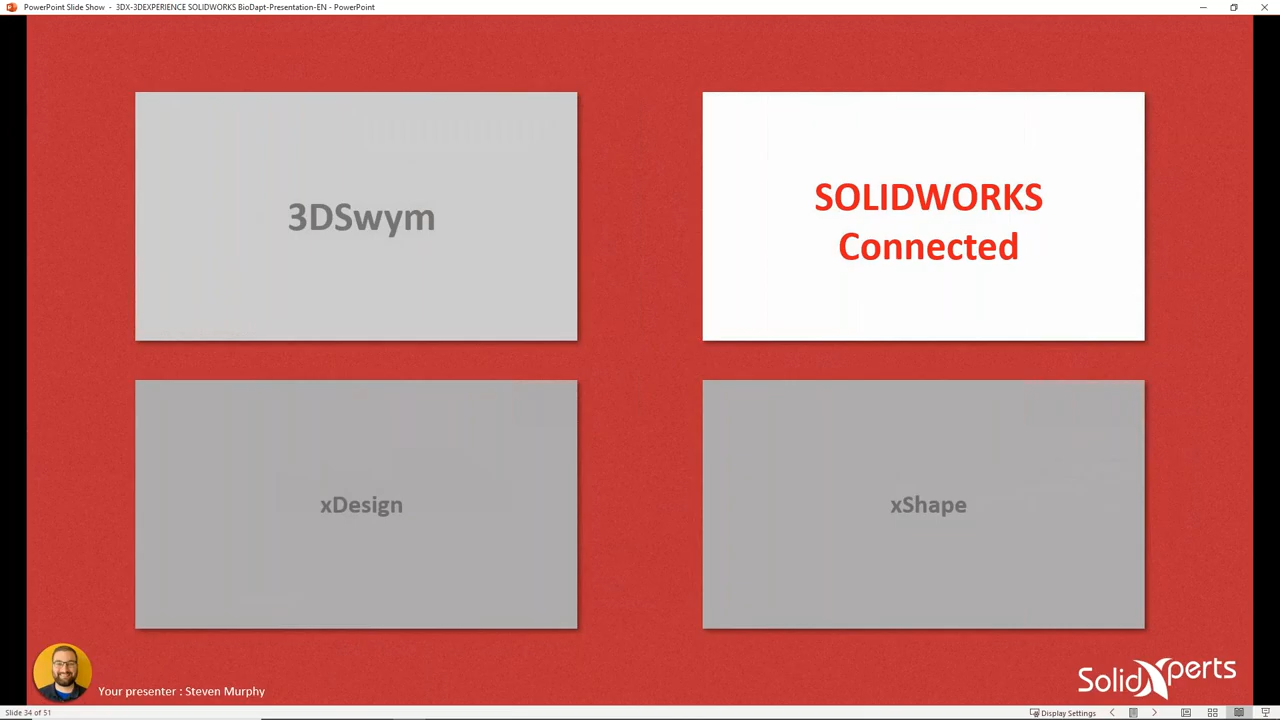 PowerPoint Slide Show - 3DX-3DEXPERIENCE SOLIDWORKS BioDapt-Presentation-EN - PowerPoint
3DSwym
SOLIDWORKS
Connected
xDesign
xShape
Your presenter : Steven Murphy
SolidXperts
Slide 34 of 51
Display Settings